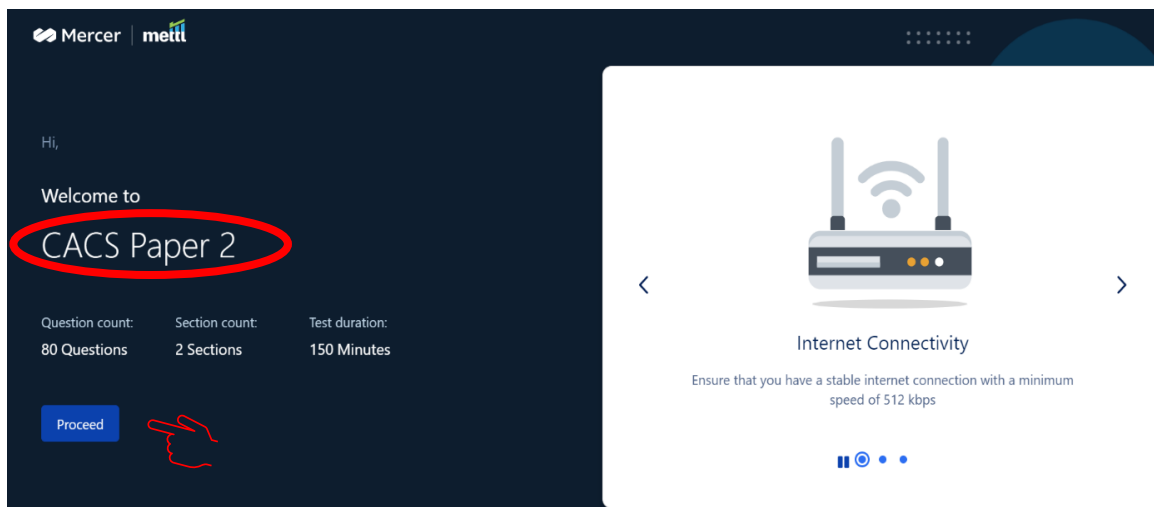 Mercer mettl
Hi,
Welcome to
CACS Paper 2
Question count: Section count: Test duration:
80 Questions 2 Sections 150 Minutes
Proceed
Internet Connectivity
Ensure that you have a stable internet connection with a minimum
speed of 512 kbps